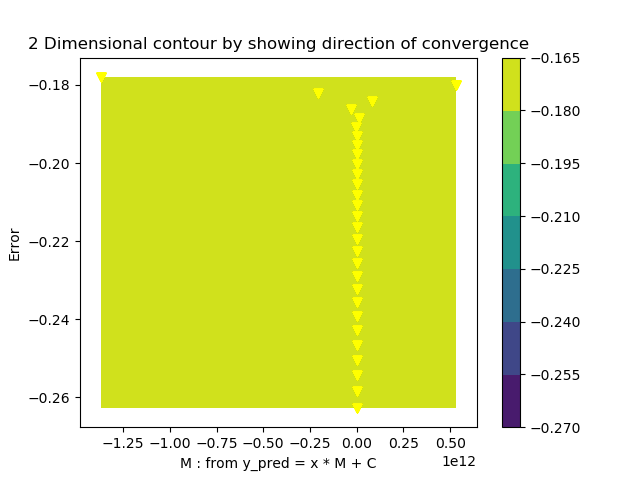 2 Dimensional contour by showing direction of convergence
−0.18
−0.20
−0.22
−0.24
−0.26
Error
−1.25 −1.00 −0.75 −0.50 −0.25 0.00 0.25 0.50
1e12
M : from y_pred = x * M + C
−0.165
−0.180
−0.195
−0.210
−0.225
−0.240
−0.255
−0.270